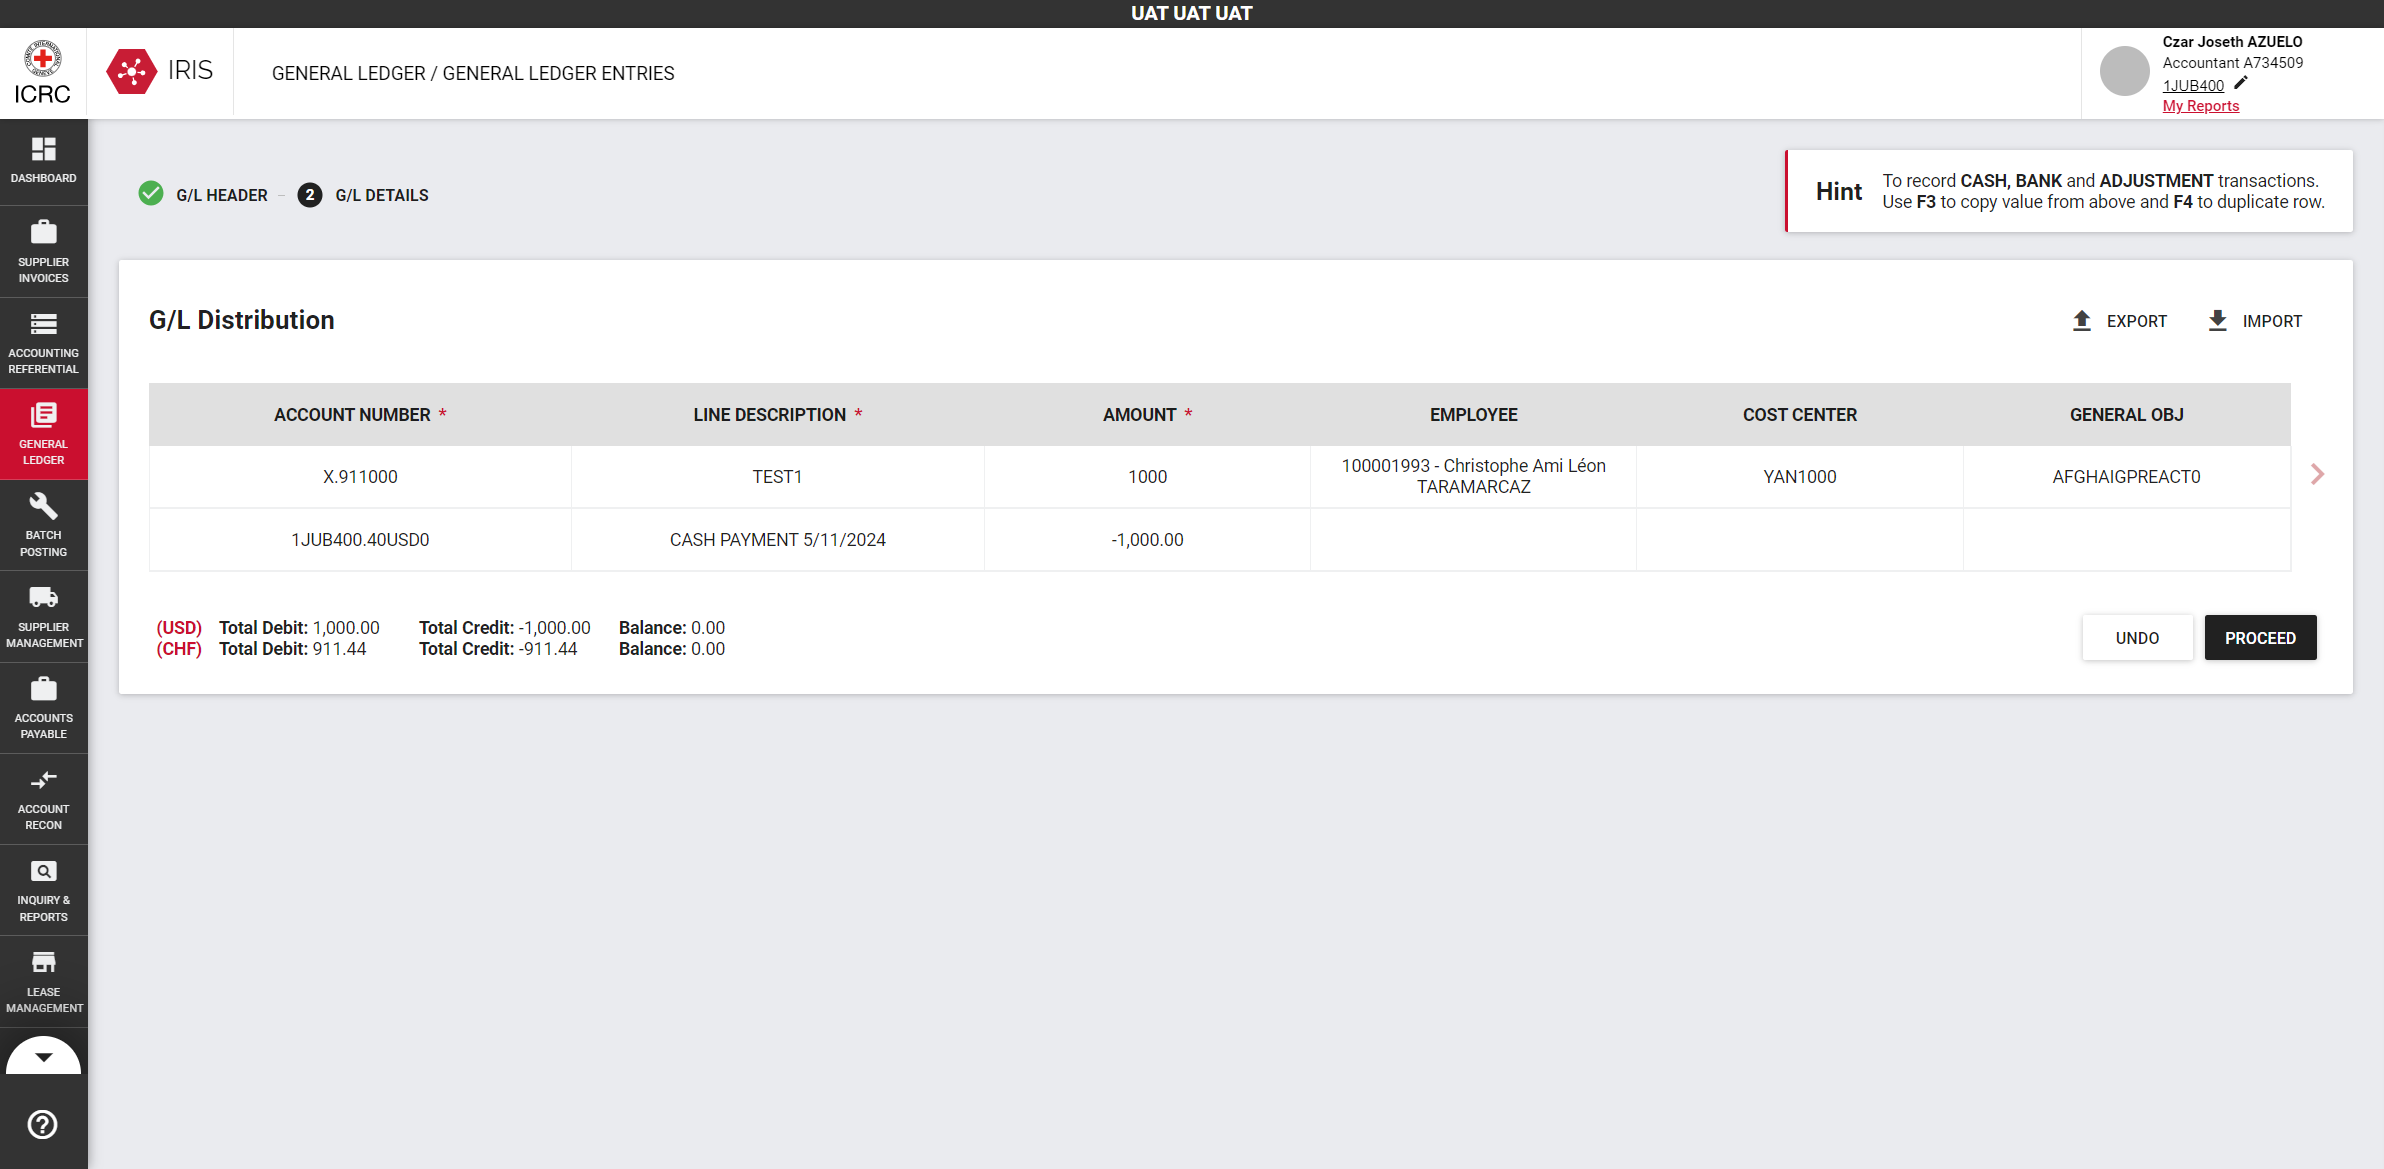 UAT UAT UAT
ICRC
IRIS
GENERAL LEDGER / GENERAL LEDGER ENTRIES
Czar Joseth AZUELO
Accountant A734509
1JUB400
My Reports
DASHBOARD
SUPPLIER
INVOICES
ACCOUNTING
REFERENTIAL
GENERAL
LEDGER
BATCH
POSTING
SUPPLIER
MANAGEMENT
ACCOUNTS
PAYABLE
ACCOUNT
RECON
INQUIRY &
REPORTS
LEASE
MANAGEMENT
G/L HEADER
2 G/L DETAILS
Hint
To record CASH, BANK and ADJUSTMENT transactions.
Use F3 to copy value from above and F4 to duplicate row.
G/L Distribution
EXPORT IMPORT
ACCOUNT NUMBER * LINE DESCRIPTION * AMOUNT * EMPLOYEE COST CENTER GENERAL OBJ
X.911000 TEST1 1000 100001993 - Christophe Ami Léon TARAMARCAZ YAN1000 AFGHAIGPREACT0
1JUB400.40USD0 CASH PAYMENT 5/11/2024 -1,000.00
(USD) Total Debit: 1,000.00 Total Credit: -1,000.00 Balance: 0.00
(CHF) Total Debit: 911.44 Total Credit: -911.44 Balance: 0.00
UNDO PROCEED